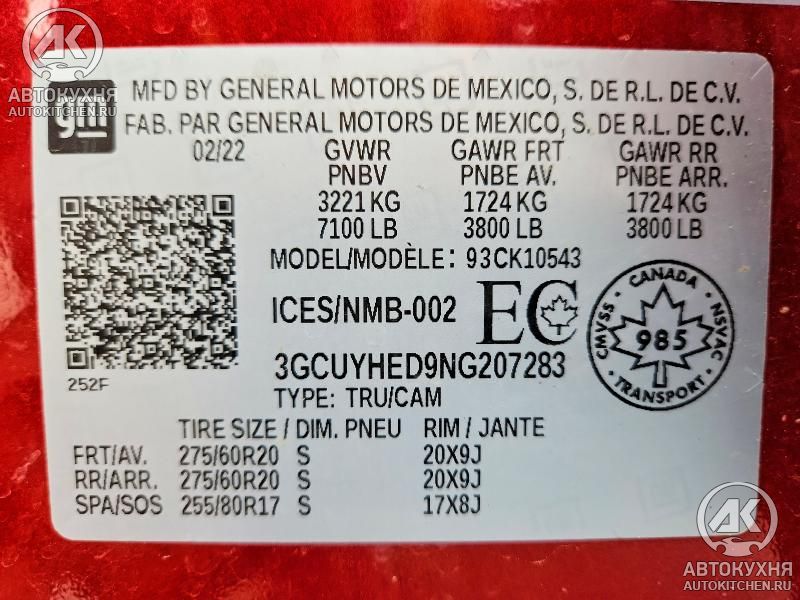 АВТОКУХНЯ
AUTOKITCHEN.RU
gm
MFD BY GENERAL MOTORS DE MEXICO, S. DE R.L. DE C.V.
FAB. PAR GENERAL MOTORS DE MEXICO, S. DE R.L. DE C.V.
02/22 GVWR GAWR FRT GAWR RR
PNBV PNBE AV. PNBE ARR.
3221 KG 1724 KG 1724 KG
7100 LB 3800 LB 3800 LB
MODEL/MODÈLE: 93CK10543
ICES/NMB-002 EC
CANADA
CMVSS 985 NSVAC
TRANSPORT
3GCUYHED9NG207283
252F
TYPE: TRU/CAM
TIRE SIZE / DIM. PNEU RIM / JANTE
FRT/AV. 275/60R20 S 20X9J
RR/ARR. 275/60R20 S 20X9J
SPA/SOS 255/80R17 S 17X8J
АК
АВТОКУХНЯ
AUTOKITCHEN.RU